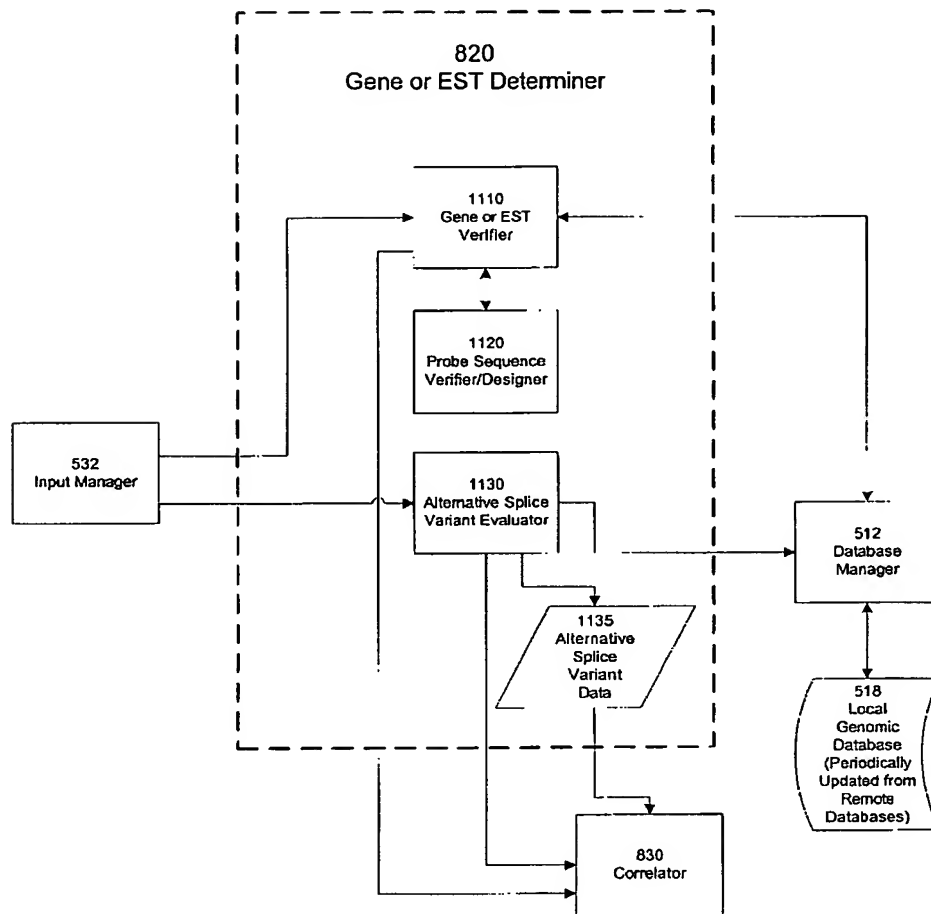 820
Gene or EST Determiner
1110
Gene or EST
Verifier
1120
Probe Sequence
Verifier/Designer
532
Input Manager
1130
Alternative Splice
Variant Evaluator
512
Database
Manager
1135
Alternative
Splice
Variant
Data
518
Local
Genomic
Database
(Periodically
Updated from
Remote
Databases)
830
Correlator